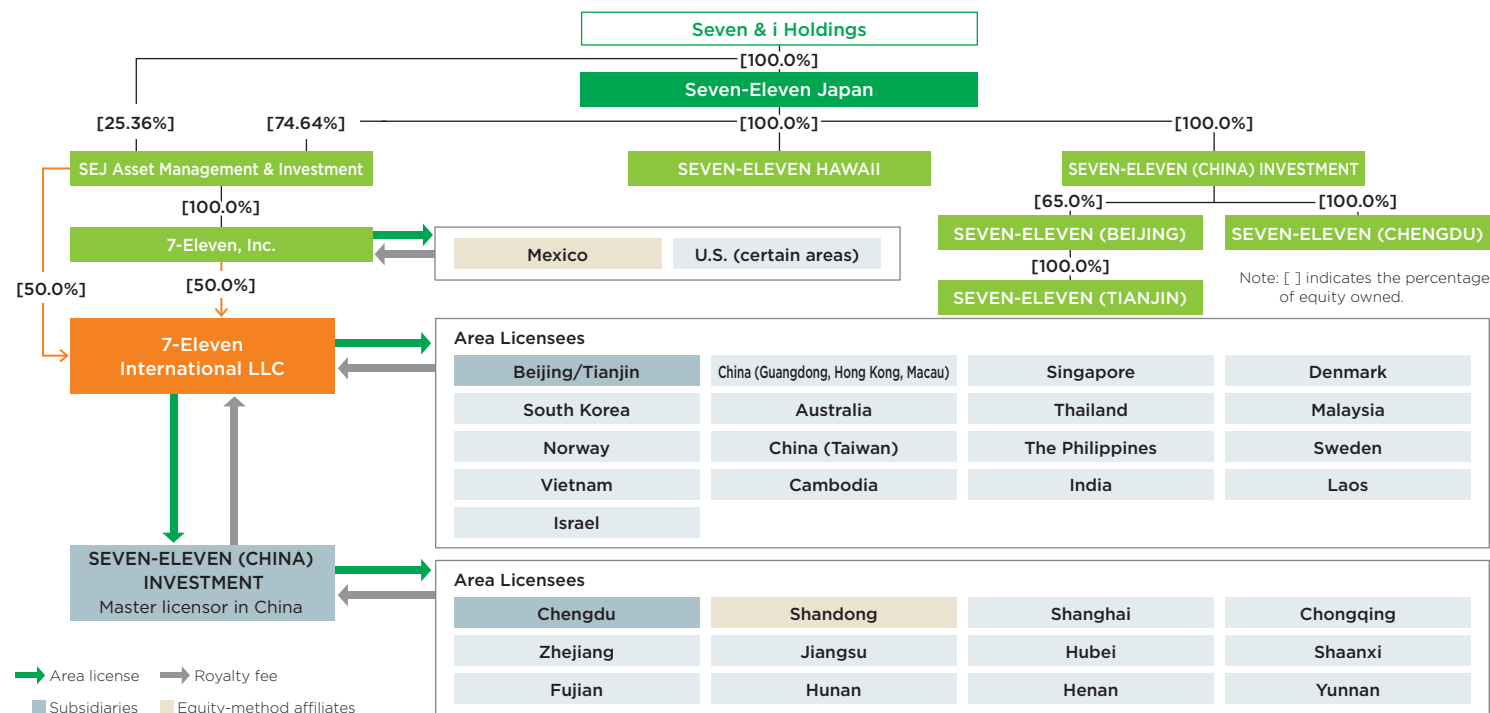 Seven & i Holdings
[100.0%]
Seven-Eleven Japan
[25.36%]
[74.64%]
[100.0%]
[100.0%]
SEJ Asset Management & Investment
SEVEN-ELEVEN HAWAII
SEVEN-ELEVEN (CHINA) INVESTMENT
[100.0%]
[65.0%]
[100.0%]
7-Eleven, Inc.
Mexico
U.S. (certain areas)
SEVEN-ELEVEN (BEIJING)
SEVEN-ELEVEN (CHENGDU)
[100.0%]
SEVEN-ELEVEN (TIANJIN)
Note: [ ] indicates the percentage
of equity owned.
[50.0%]
[50.0%]
7-Eleven
International LLC
Area Licensees
Beijing/Tianjin
China (Guangdong, Hong Kong, Macau)
Singapore
Denmark
South Korea
Australia
Thailand
Malaysia
Norway
China (Taiwan)
The Philippines
Sweden
Vietnam
Cambodia
India
Laos
Israel
SEVEN-ELEVEN (CHINA)
INVESTMENT
Master licensor in China
Area Licensees
Chengdu
Shandong
Shanghai
Chongqing
Zhejiang
Jiangsu
Hubei
Shaanxi
Fujian
Hunan
Henan
Yunnan
Area license
Royalty fee
Subsidiaries
Equity-method affiliates